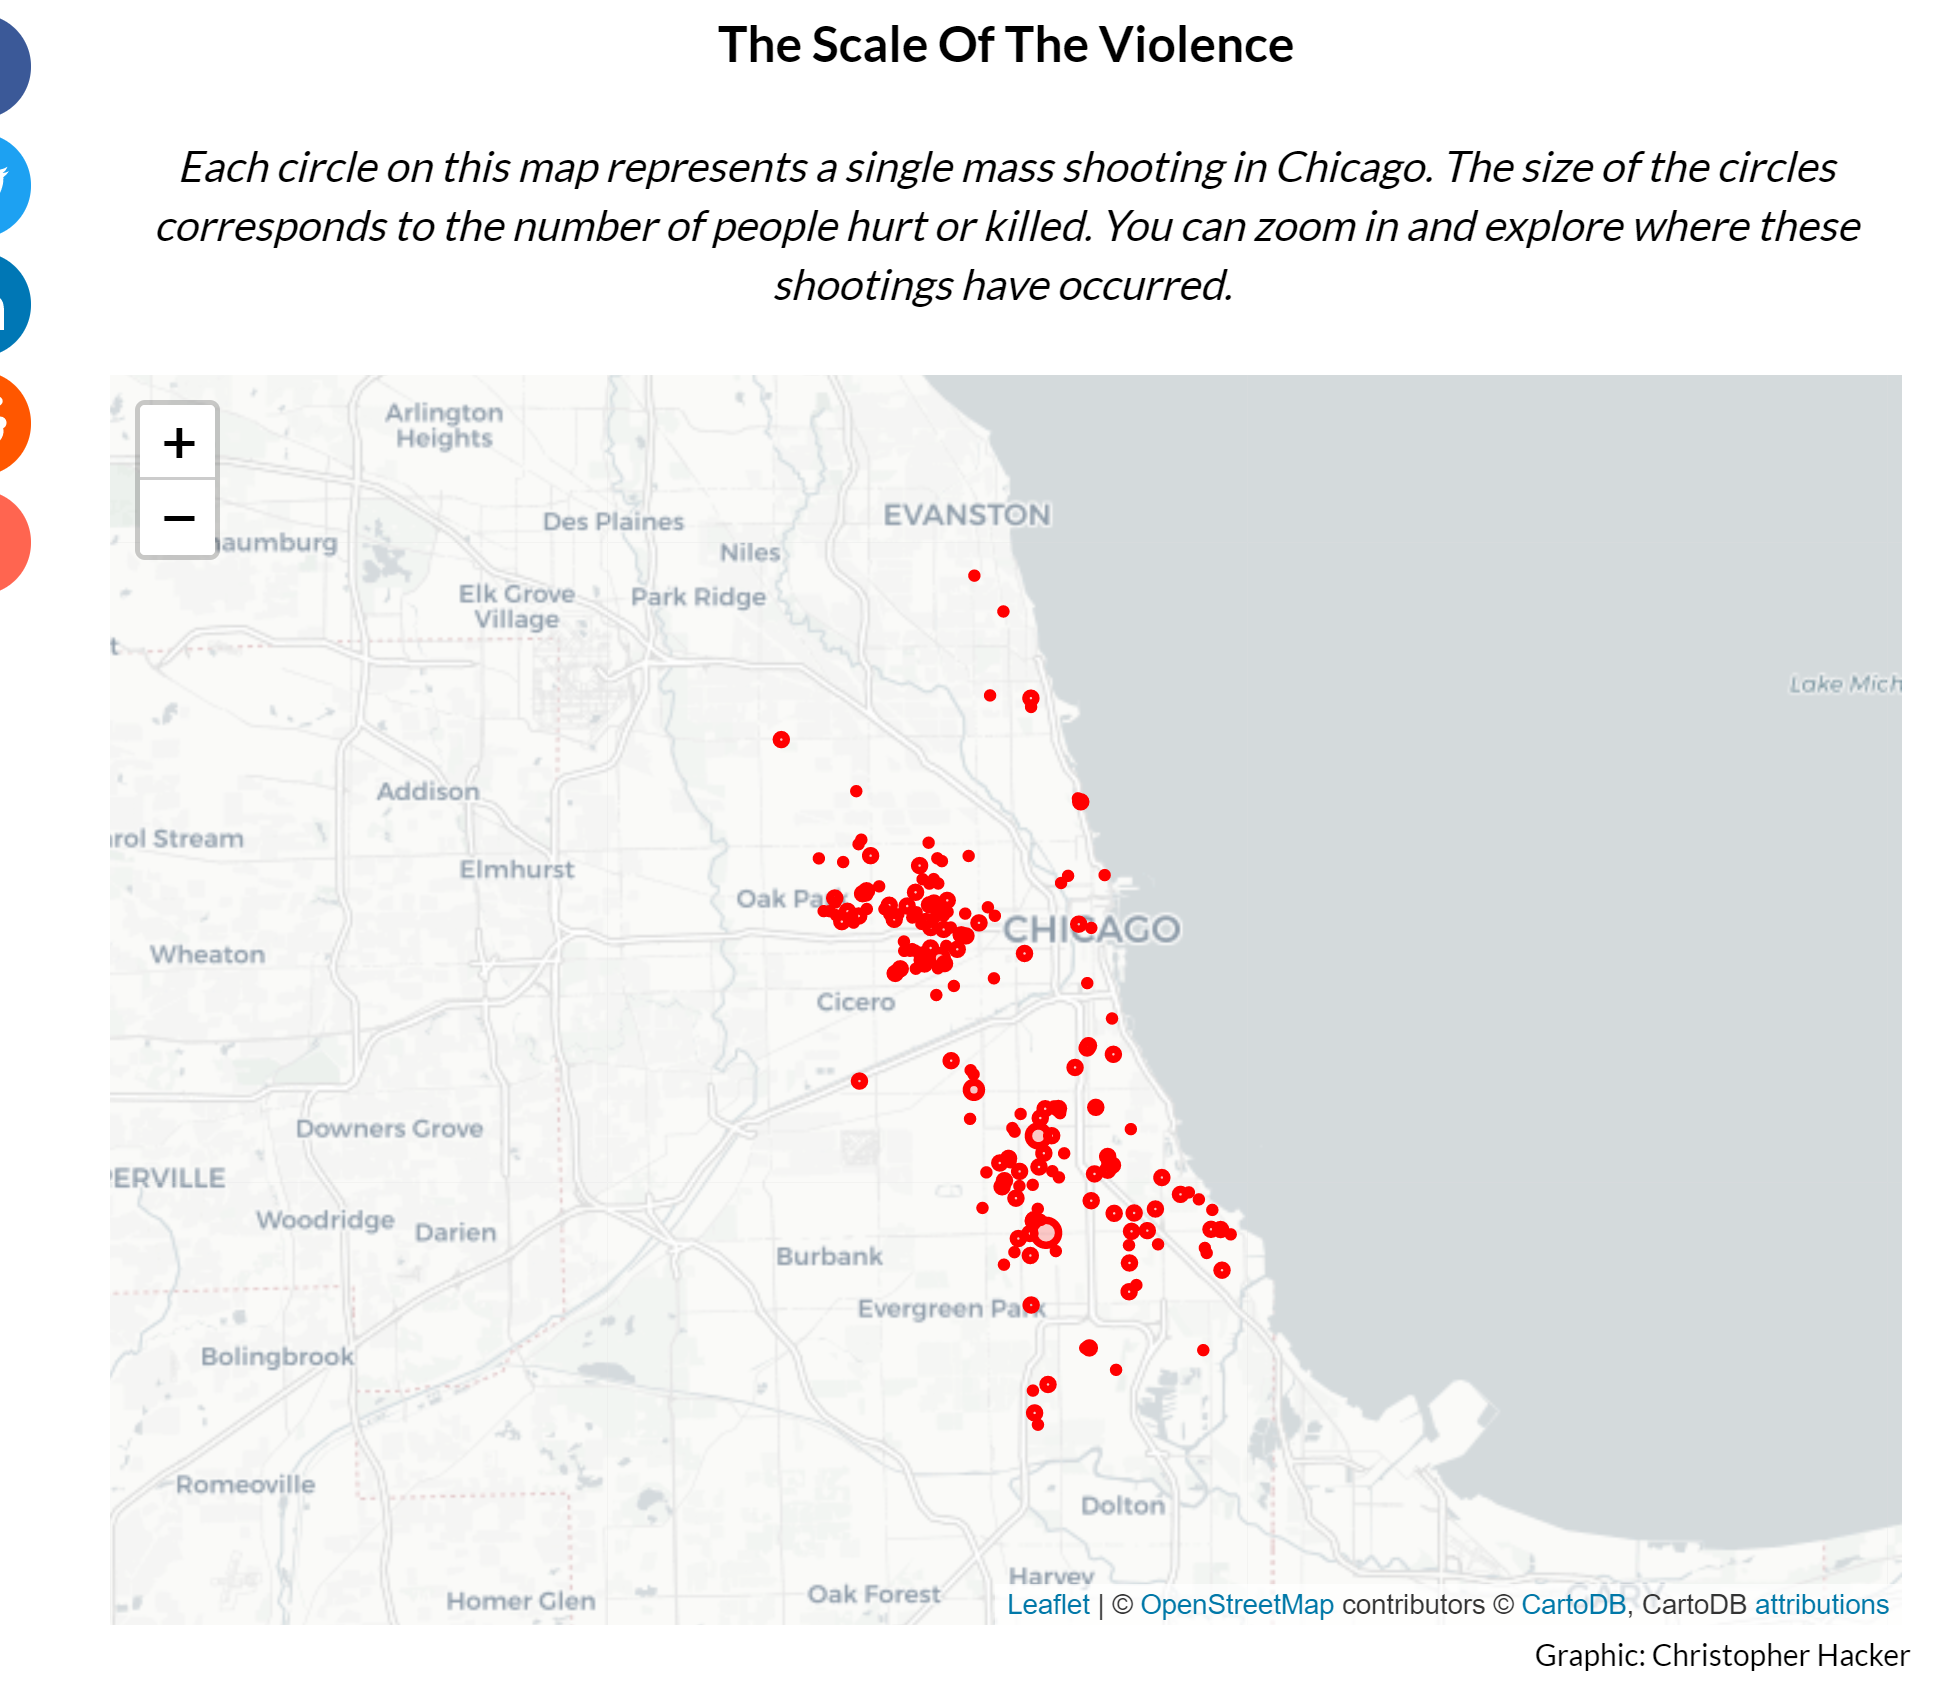 The Scale Of The Violence
Each circle on this map represents a single mass shooting in Chicago. The size of the circles
corresponds to the number of people hurt or killed. You can zoom in and explore where these
shootings have occurred.
+
−
Arlington
Heights
EVANSTON
Des Plaines
haumburg
Niles
Elk Grove
Village
Park Ridge
t
Lake Mich
Addison
rol Stream
Elmhurst
Oak Pa
CHICAGO
Wheaton
Cicero
Downers Grove
PERVILLE
Woodridge
Darien
Burbank
Evergreen Park
Bolingbrook
Romeoville
Dolton
Harvey
Homer Glen
Oak Forest
GARY
Leaflet | © OpenStreetMap contributors © CartoDB, CartoDB attributions
Graphic: Christopher Hacker